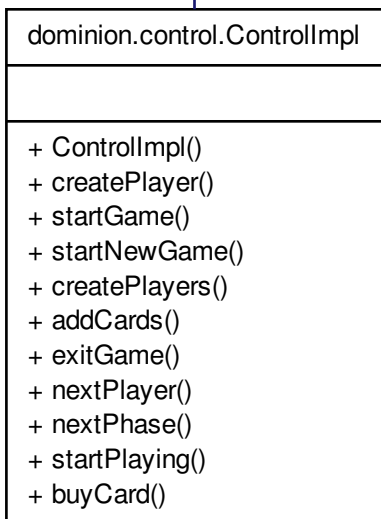 dominion.control.ControlImpl
+ ControlImpl()
+ createPlayer()
+ startGame()
+ startNewGame()
+ createPlayers()
+ addCards()
+ exitGame()
+ nextPlayer()
+ nextPhase()
+ startPlaying()
+ buyCard()